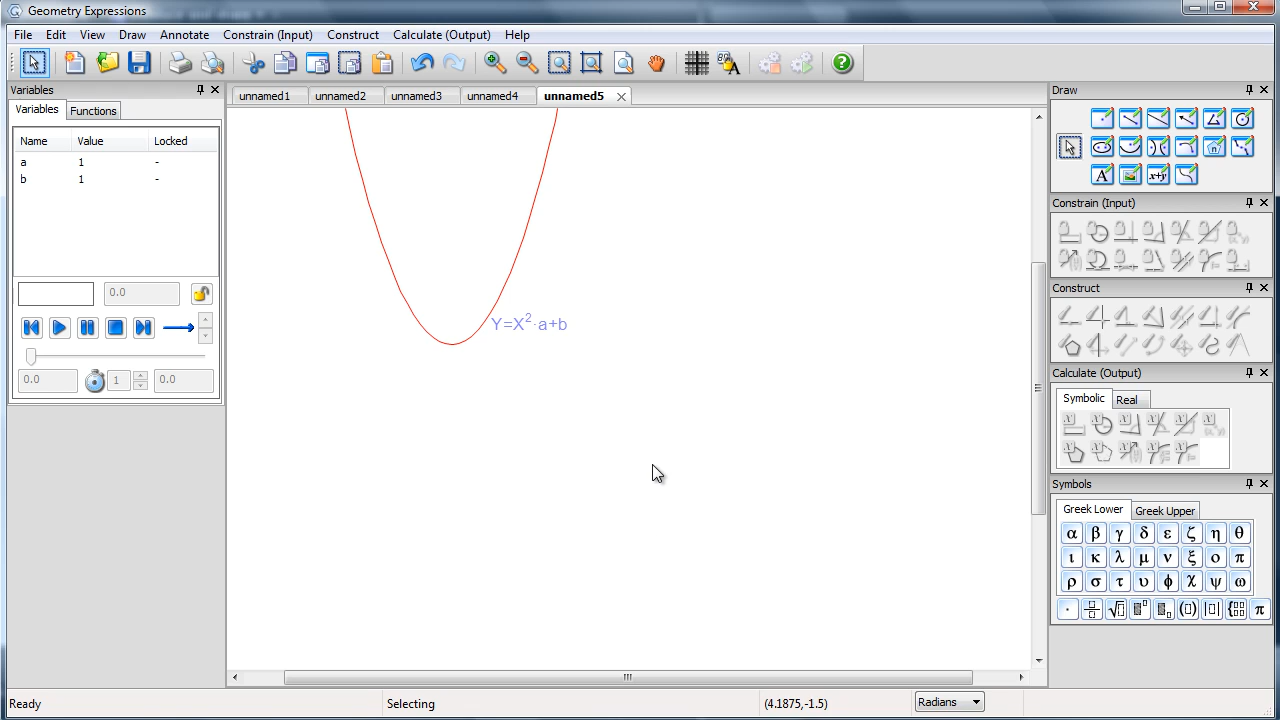 Geometry Expressions
File Edit View Draw Annotate Constrain (Input) Construct Calculate (Output) Help
Variables
Variables Functions
Name Value Locked
a 1 -
b 1 -
0.0
0.0 1 0.0
unnamed1 unnamed2 unnamed3 unnamed4 unnamed5
Y=X²·a+b
Draw
A x+y
Constrain (Input)
Construct
Calculate (Output)
Symbolic Real
Symbols
Greek Lower Greek Upper
α β γ δ ε ζ η θ
ι κ λ μ ν ξ ο π
ρ σ τ υ φ χ ψ ω
π
Ready Selecting (4.1875,-1.5) Radians